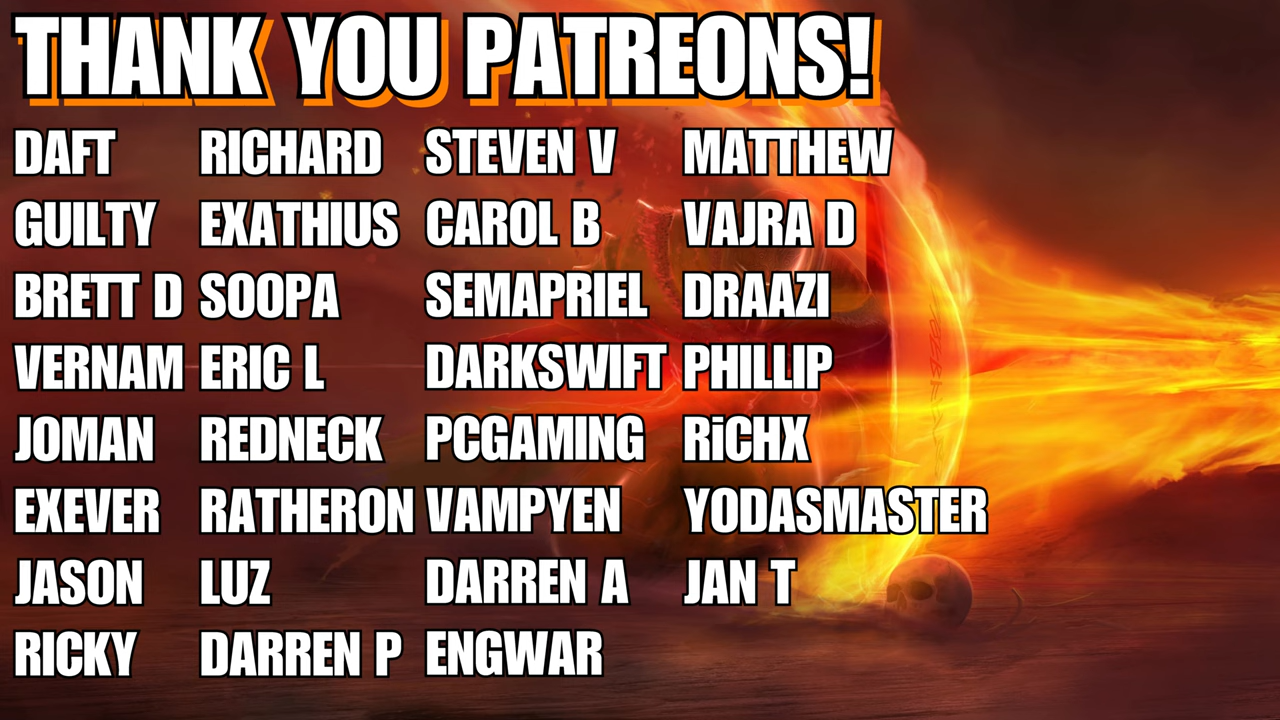 THANK YOU PATREONS!
DAFT RICHARD STEVEN V MATTHEW
GUILTY EXATHIUS CAROL B VAJRA D
BRETT D SOOPA SEMAPRIEL DRAAZI
VERNAM ERIC L DARKSWIFT PHILLIP
JOMAN REDNECK PCGAMING RiCHX
EXEVER RATHERON VAMPYEN YODASMASTER
JASON LUZ DARREN A JAN T
RICKY DARREN P ENGWAR